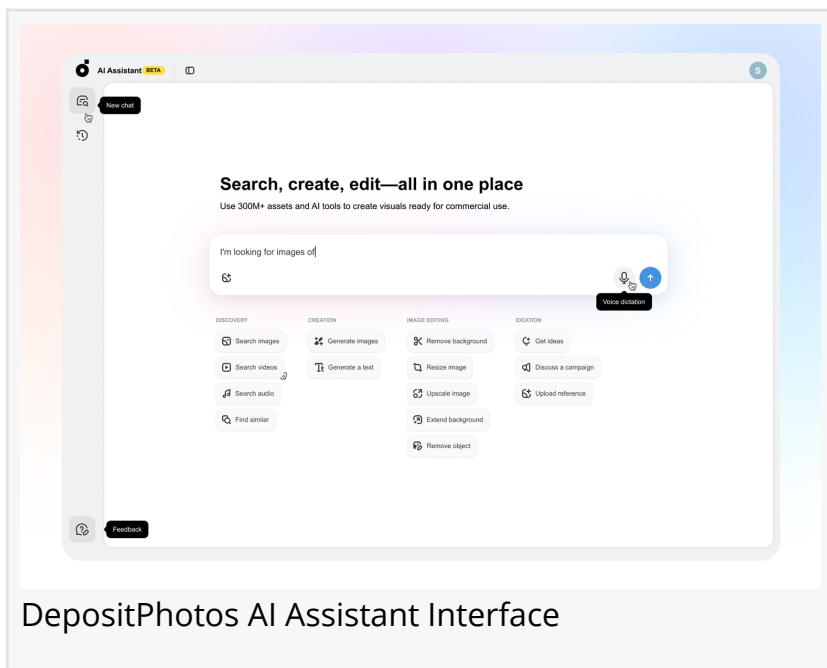 AI Assistant BETA
S
New chat
Search, create, edit—all in one place
Use 300M+ assets and AI tools to create visuals ready for commercial use.
I'm looking for images of
Voice dictation
DISCOVERY
Search images
Search videos
Search audio
Find similar
CREATION
Generate images
Generate a text
IMAGE EDITING
Remove background
Resize image
Upscale image
Extend background
Remove object
IDEATION
Get ideas
Discuss a campaign
Upload reference
Feedback
DepositPhotos AI Assistant Interface